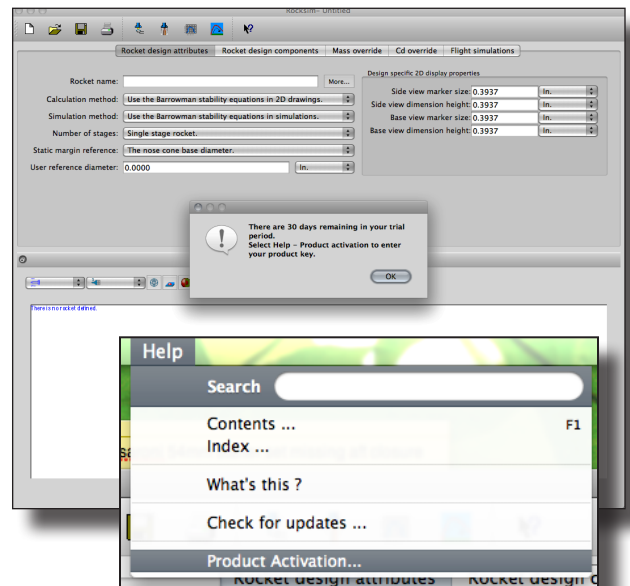 Rocksim- Untitled
Rocket design attributes Rocket design components Mass override Cd override Flight simulations
Rocket name: More...
Calculation method: Use the Barrowman stability equations in 2D drawings.
Simulation method: Use the Barrowman stability equations in simulations.
Number of stages: Single stage rocket.
Static margin reference: The nose cone base diameter.
User reference diameter: 0.0000 In.
Design specific 2D display properties
Side view marker size: 0.3937 In.
Side view dimension height: 0.3937 In.
Base view marker size: 0.3937 In.
Base view dimension height: 0.3937 In.
There are 30 days remaining in your trial
period.
Select Help – Product activation to enter
your product key.
OK
There is no rocket defined.
Help
Search
Contents ... F1
Index ...
What's this ?
Check for updates ...
Product Activation...
Rocket design attributes Rocket design